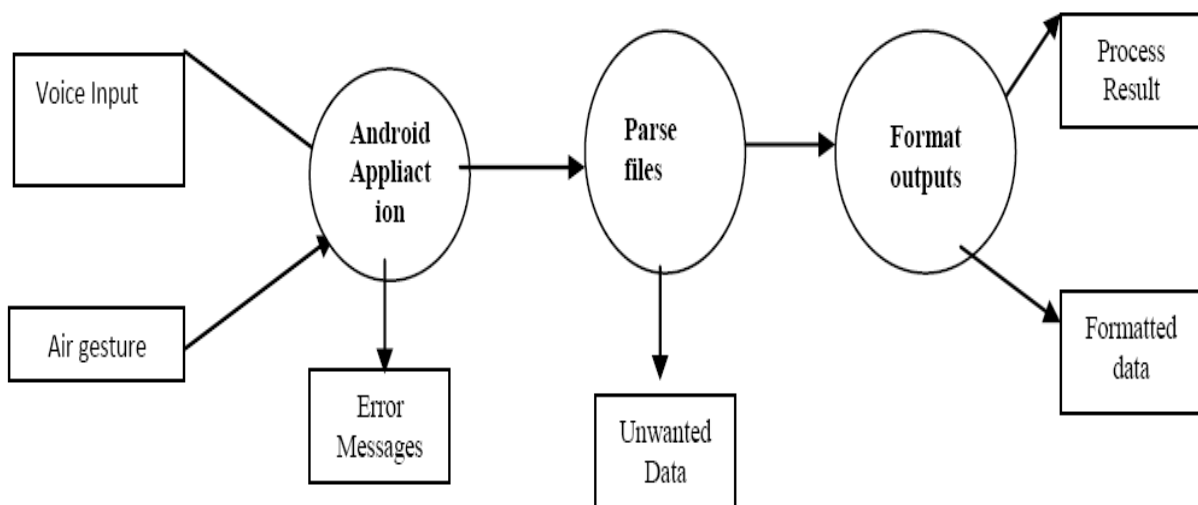 Voice Input
Air gesture
Android
Appliact
ion
Error
Messages
Parse
files
Unwanted
Data
Format
outputs
Process
Result
Formatted
data